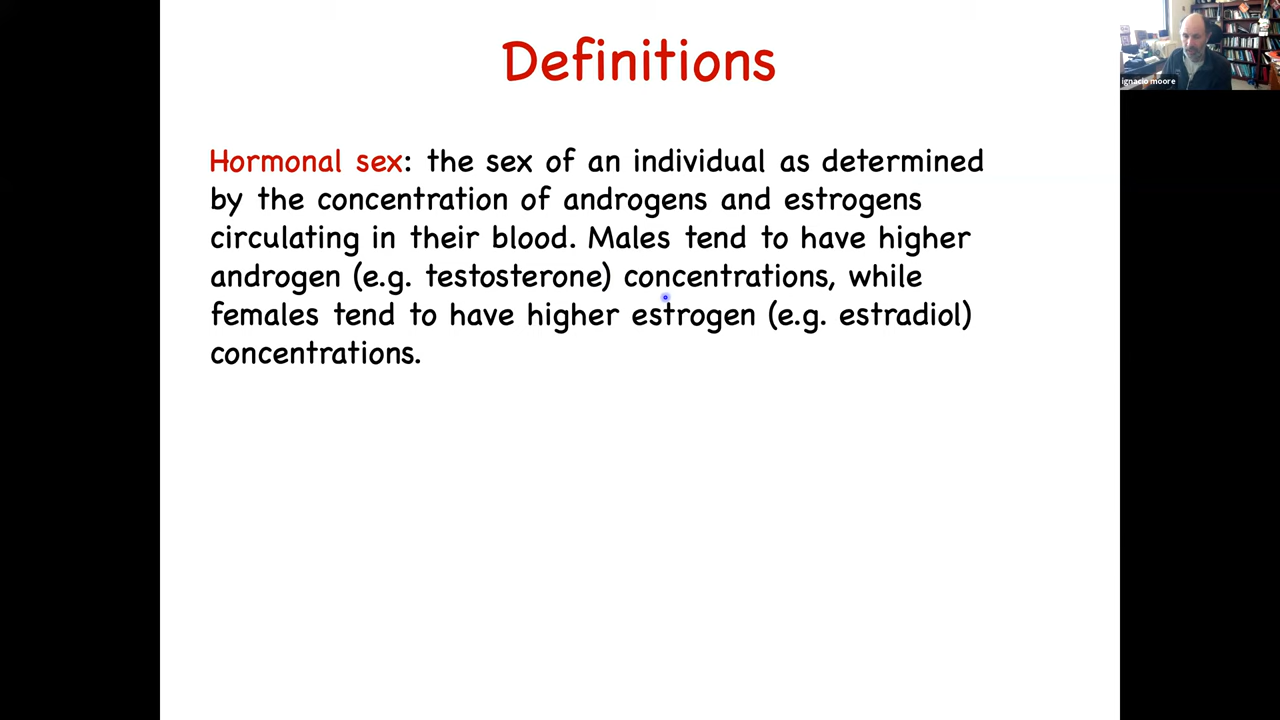 Definitions
ignacio moore
Hormonal sex: the sex of an individual as determined
by the concentration of androgens and estrogens
circulating in their blood. Males tend to have higher
androgen (e.g. testosterone) concentrations, while
females tend to have higher estrogen (e.g. estradiol)
concentrations.